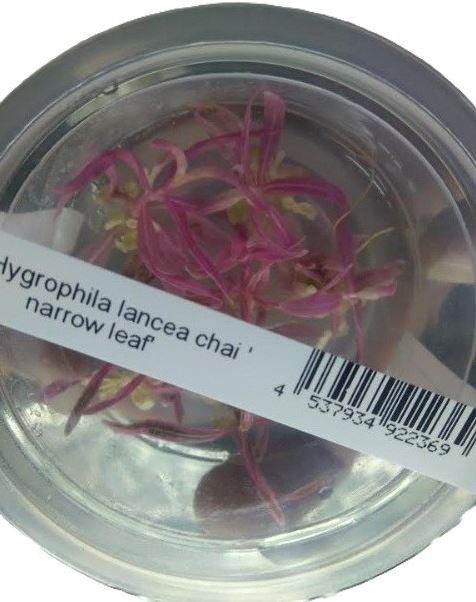 Hygrophila lancea chai '
narrow leaf'
4 537934 922369